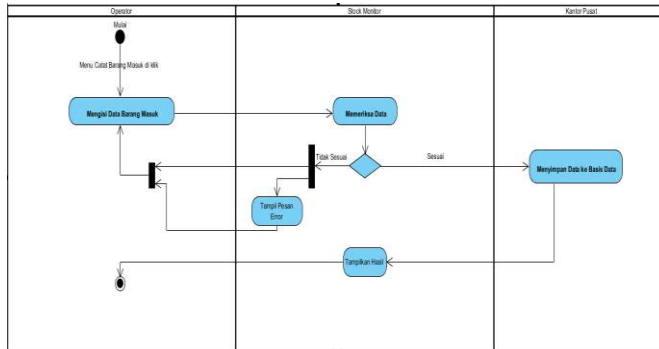 Operator
Stock Monitor
Kantor Pusat
Mulai
Menu Catat Barang Masuk di klik
Mengisi Data Barang Masuk
Memeriksa Data
Tidak Sesuai
Sesuai
Menyimpan Data ke Basis Data
Tampil Pesan
Error
Tampilkan Hasil